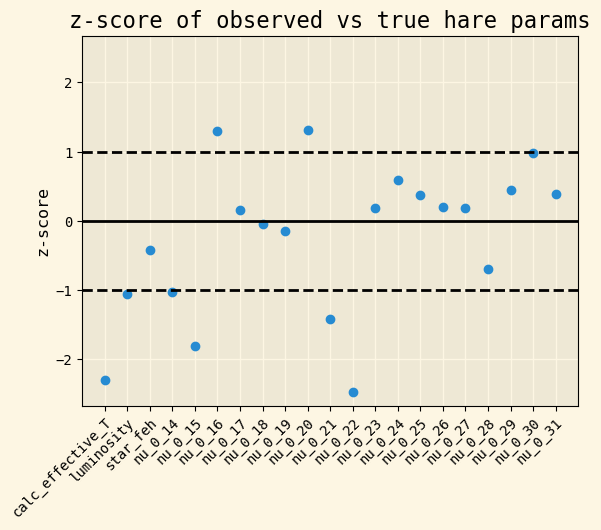 z-score of observed vs true hare params
z-score
2
1
0
−1
−2
calc_effective_T
luminosity
star_feh
nu_0_14
nu_0_15
nu_0_16
nu_0_17
nu_0_18
nu_0_19
nu_0_20
nu_0_21
nu_0_22
nu_0_23
nu_0_24
nu_0_25
nu_0_26
nu_0_27
nu_0_28
nu_0_29
nu_0_30
nu_0_31